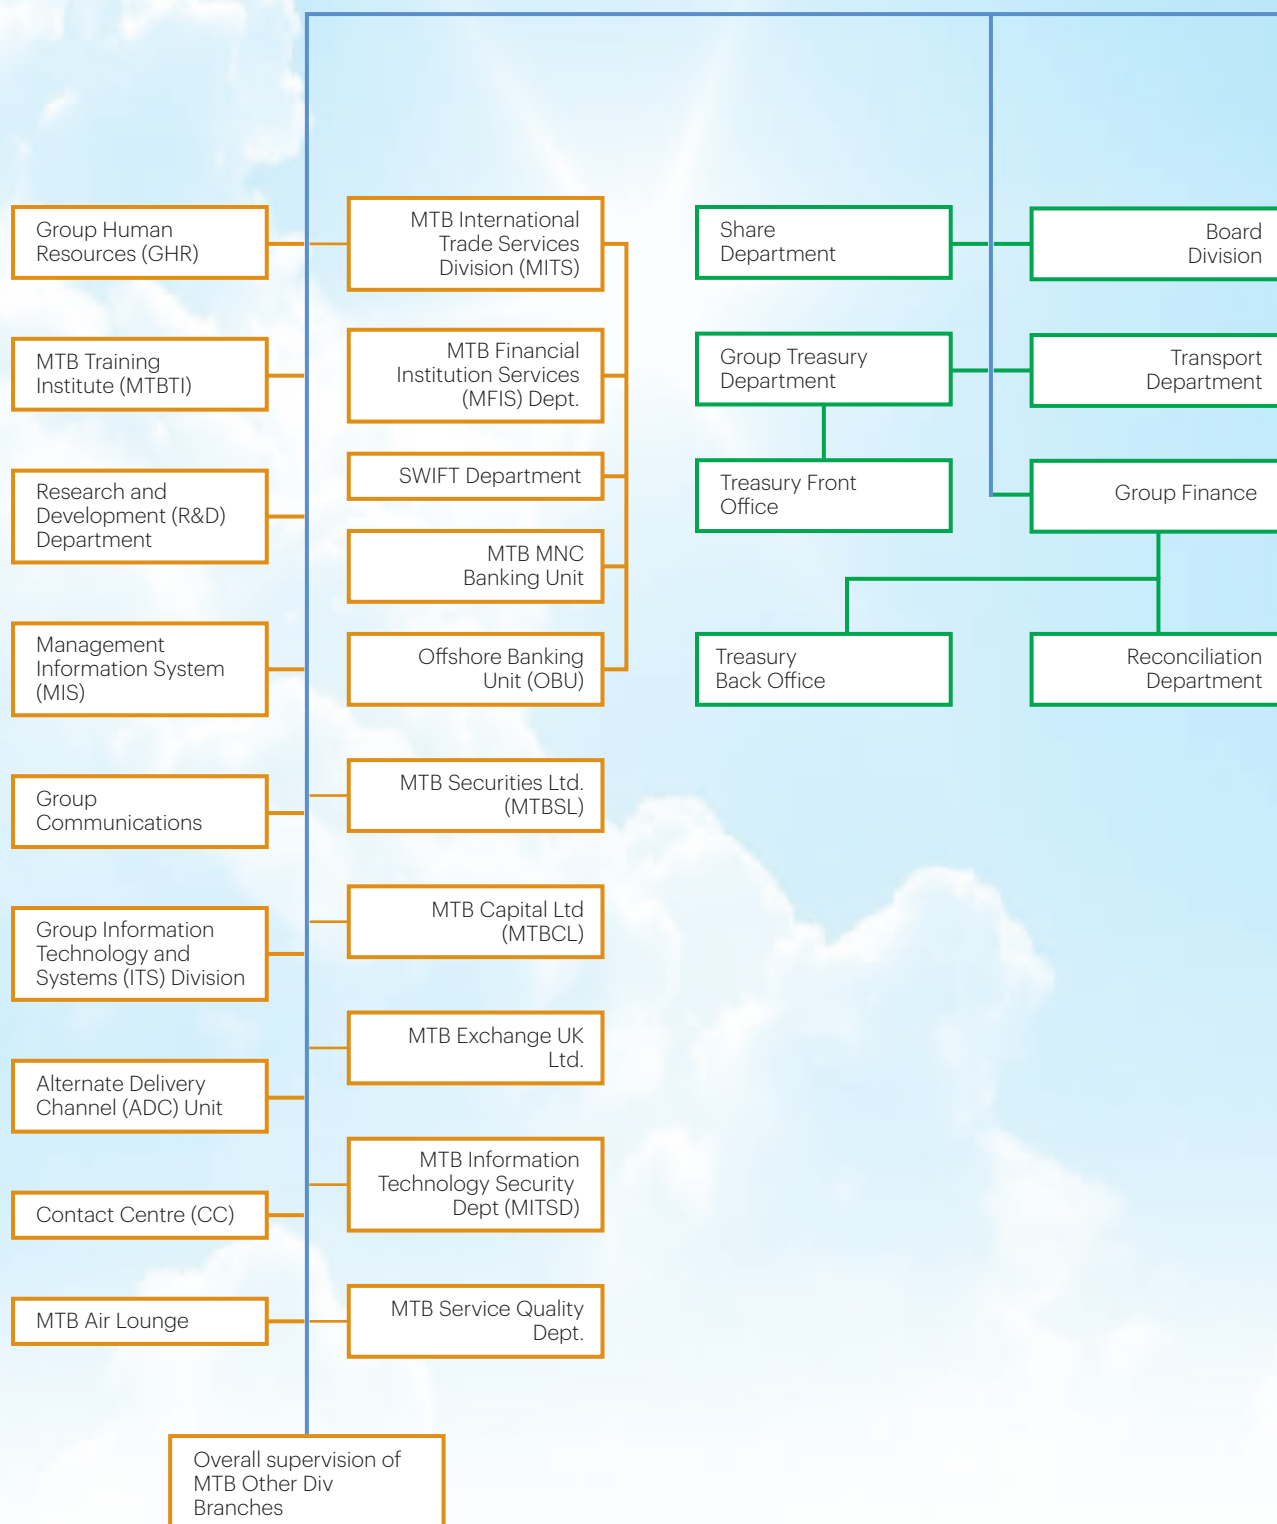 Group Human
Resources (GHR)
MTB Training
Institute (MTBTI)
Research and
Development (R&D)
Department
Management
Information System
(MIS)
Group
Communications
Group Information
Technology and
Systems (ITS) Division
Alternate Delivery
Channel (ADC) Unit
Contact Centre (CC)
MTB Air Lounge
MTB International
Trade Services
Division (MITS)
MTB Financial
Institution Services
(MFIS) Dept.
SWIFT Department
MTB MNC
Banking Unit
Offshore Banking
Unit (OBU)
MTB Securities Ltd.
(MTBSL)
MTB Capital Ltd
(MTBCL)
MTB Exchange UK
Ltd.
MTB Information
Technology Security
Dept (MITSD)
MTB Service Quality
Dept.
Overall supervision of
MTB Other Div
Branches
Share
Department
Group Treasury
Department
Treasury Front
Office
Treasury
Back Office
Board
Division
Transport
Department
Group Finance
Reconciliation
Department